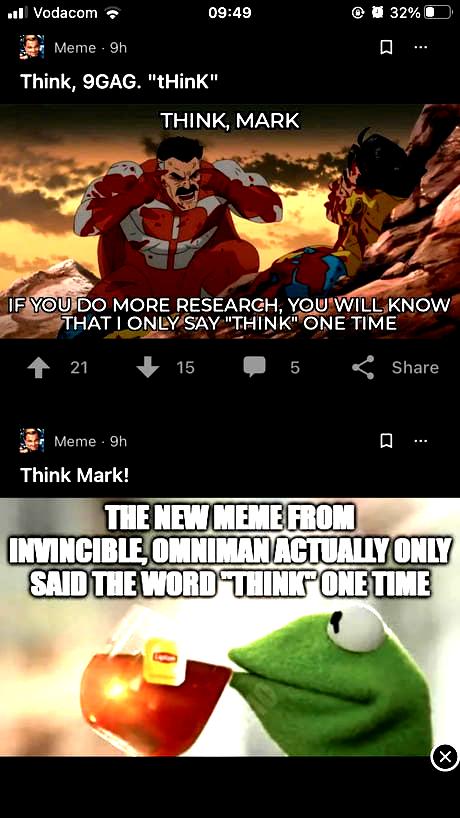 Vodacom 09:49 32%
Meme · 9h
Think, 9GAG. "tHinK"
THINK, MARK
IF YOU DO MORE RESEARCH, YOU WILL KNOW
THAT I ONLY SAY "THINK" ONE TIME
21 15 5 Share
Meme · 9h
Think Mark!
THE NEW MEME FROM
INVINCIBLE, OMNIMAN ACTUALLY ONLY
SAID THE WORD "THINK" ONE TIME
Lipton